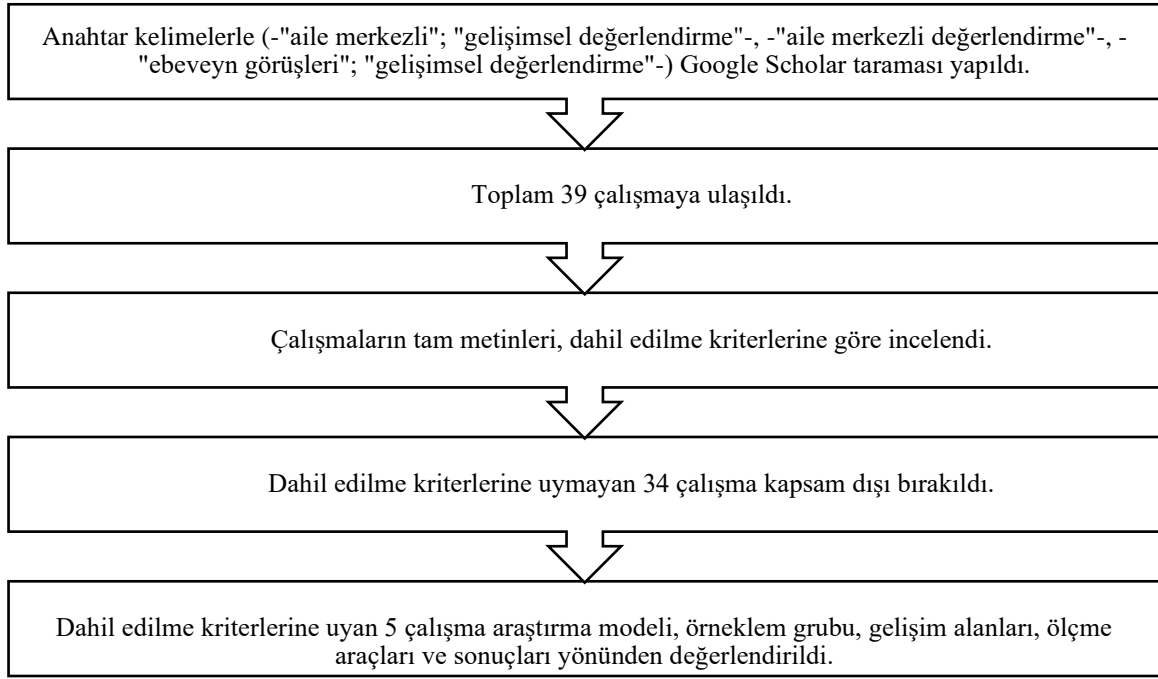 Anahtar kelimelerle (-"aile merkezli"; "gelişimsel değerlendirme"-, -"aile merkezli değerlendirme"-, -
"ebeveyn görüşleri"; "gelişimsel değerlendirme"-) Google Scholar taraması yapıldı.
Toplam 39 çalışmaya ulaşıldı.
Çalışmaların tam metinleri, dahil edilme kriterlerine göre incelendi.
Dahil edilme kriterlerine uymayan 34 çalışma kapsam dışı bırakıldı.
Dahil edilme kriterlerine uyan 5 çalışma araştırma modeli, örneklem grubu, gelişim alanları, ölçme
araçları ve sonuçları yönünden değerlendirildi.